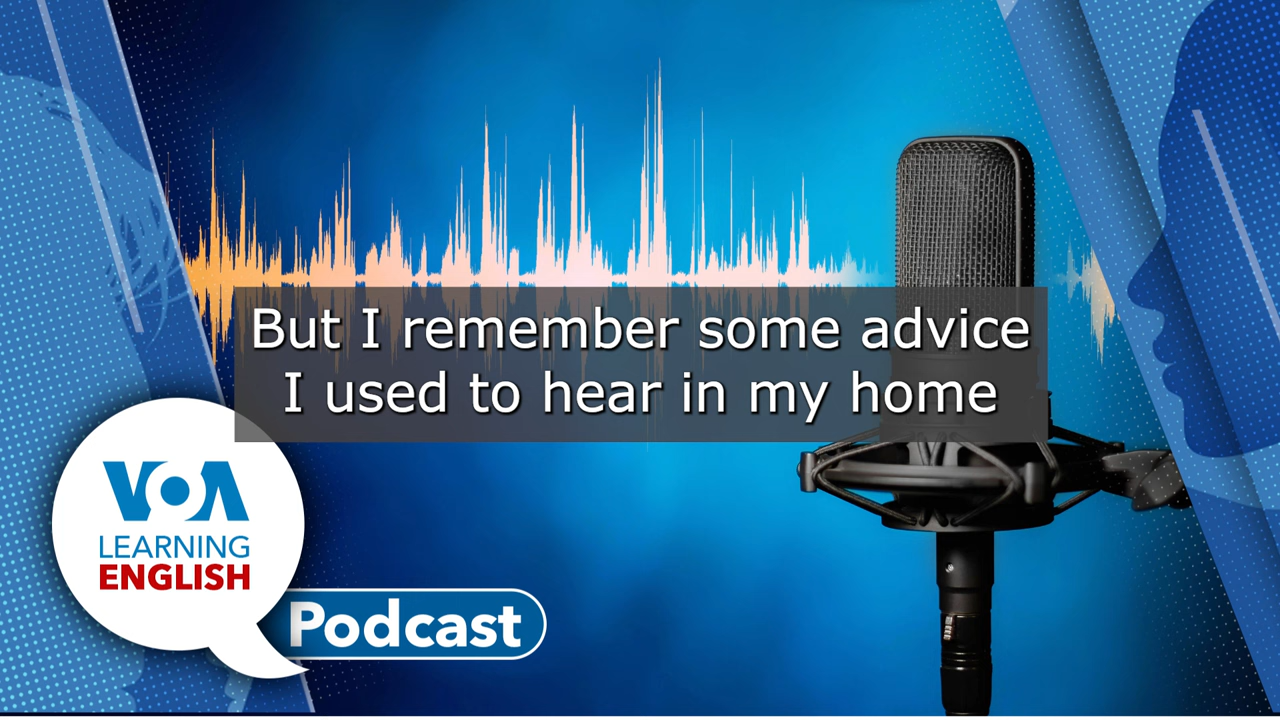 But I remember some advice
I used to hear in my home
VOA
LEARNING
ENGLISH
Podcast